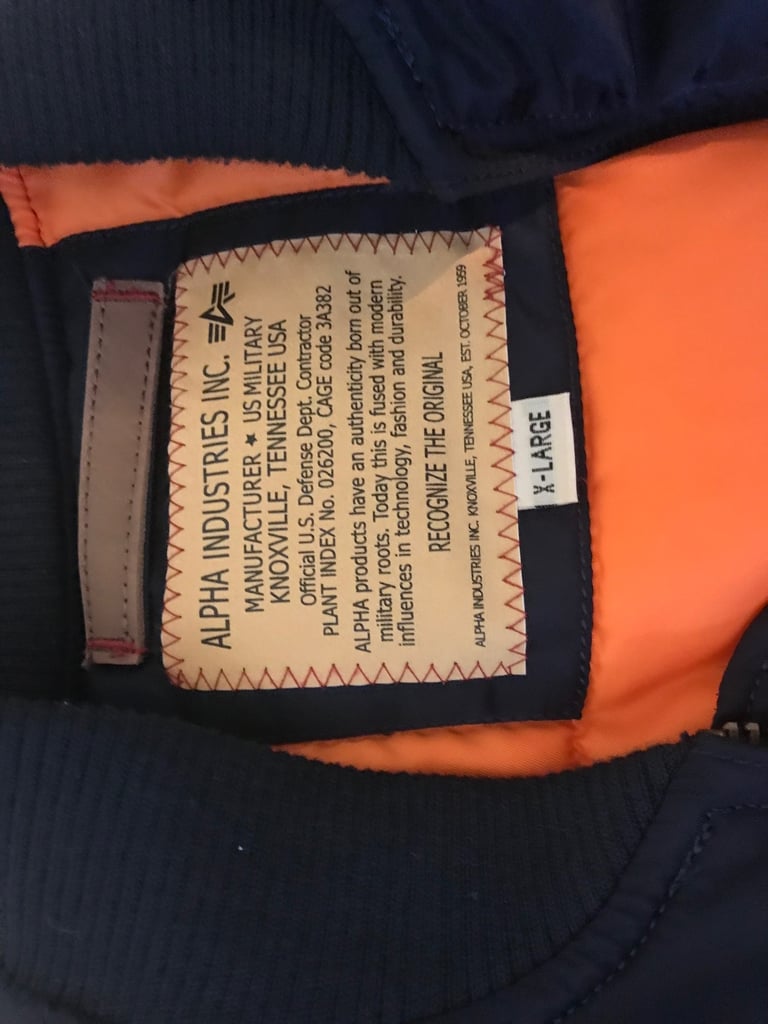 ALPHA INDUSTRIES INC.
MANUFACTURER ★ US MILITARY
KNOXVILLE, TENNESSEE USA
Official U.S. Defense Dept. Contractor
PLANT INDEX No. 026200, CAGE code 3A382
ALPHA products have an authenticity born out of
military roots. Today this is fused with modern
influences in technology, fashion and durability.
RECOGNIZE THE ORIGINAL
ALPHA INDUSTRIES INC. KNOXVILLE, TENNESSEE USA, EST. OCTOBER 1959
X-LARGE